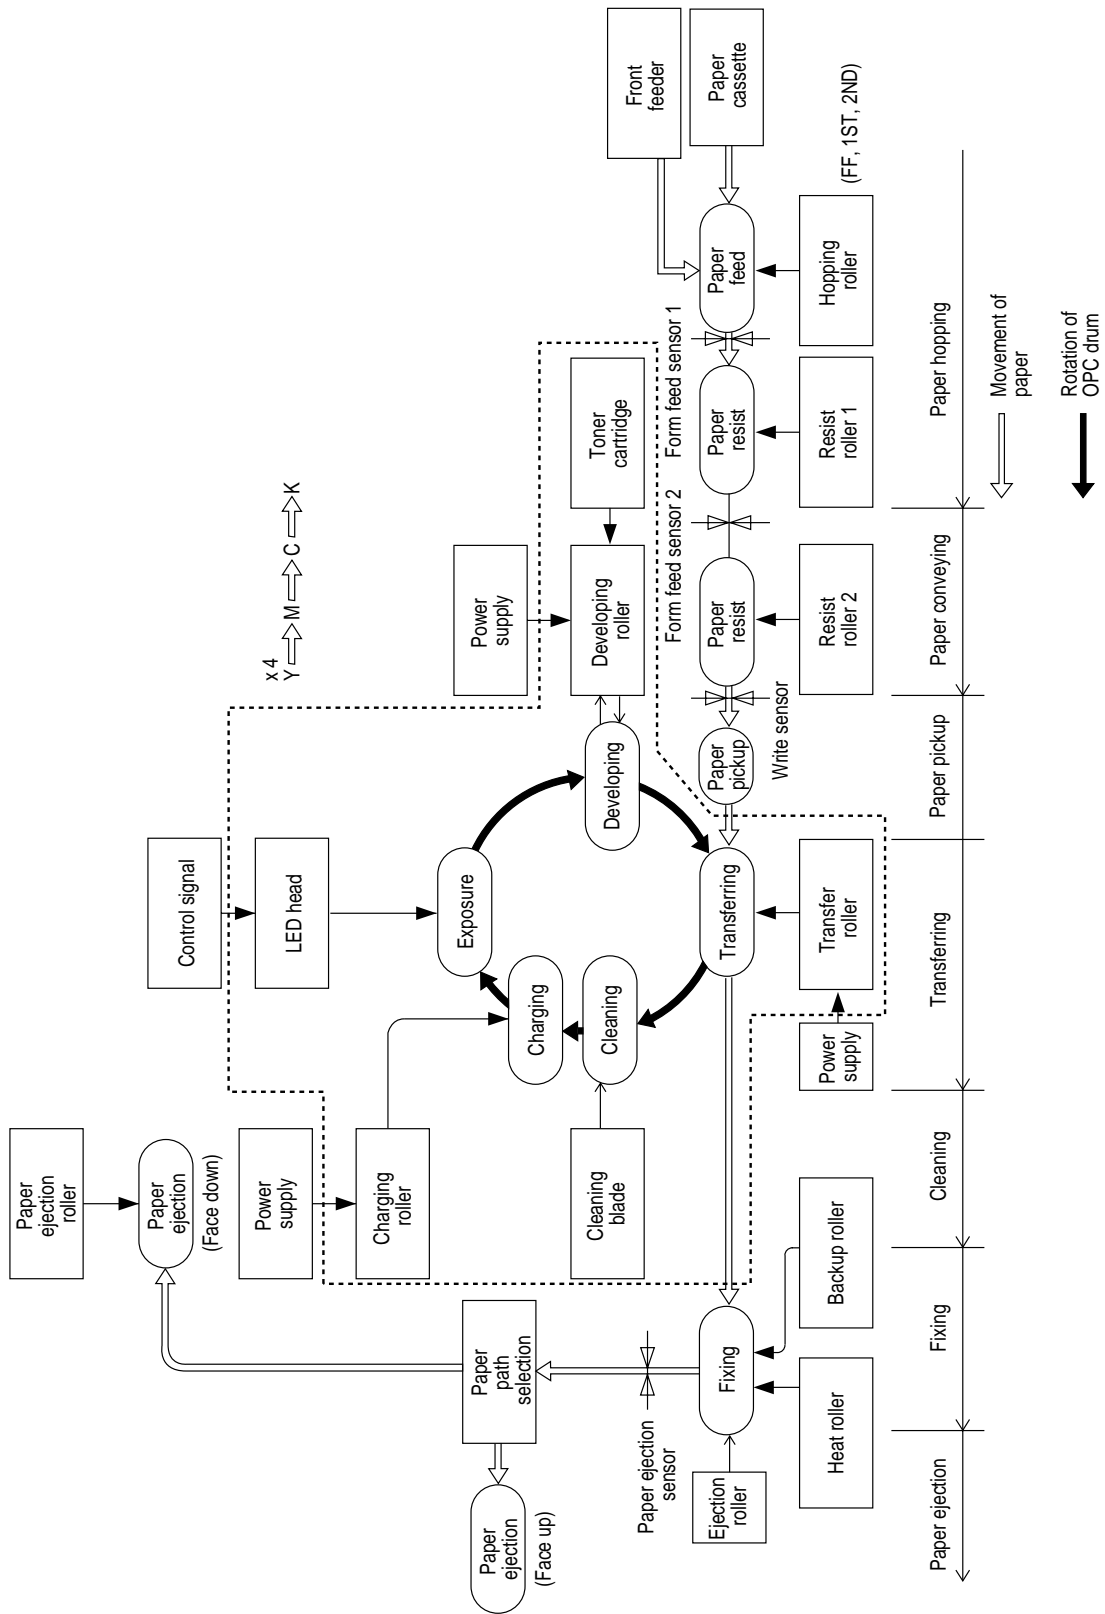 Paper
ejection
roller
Paper
ejection
(Face down)
Power
supply
Charging
roller
Control signal
LED head
x 4
Y
M
C
K
Power
supply
Paper
path
selection
Paper
ejection
(Face up)
Cleaning
blade
Charging
Cleaning
Exposure
Developing
Developing
roller
Toner
cartridge
Front
feeder
Paper
cassette
Paper ejection
sensor
Form feed sensor 2
Form feed sensor 1
Ejection
roller
Fixing
Transferring
Paper
pickup
Paper
resist
Paper
resist
Paper
feed
Write sensor
Heat roller
Backup roller
Power
supply
Transfer
roller
Resist
roller 2
Resist
roller 1
Hopping
roller
(FF, 1ST, 2ND)
Paper ejection
Fixing
Cleaning
Transferring
Paper pickup
Paper conveying
Paper hopping
Movement of
paper
Rotation of
OPC drum